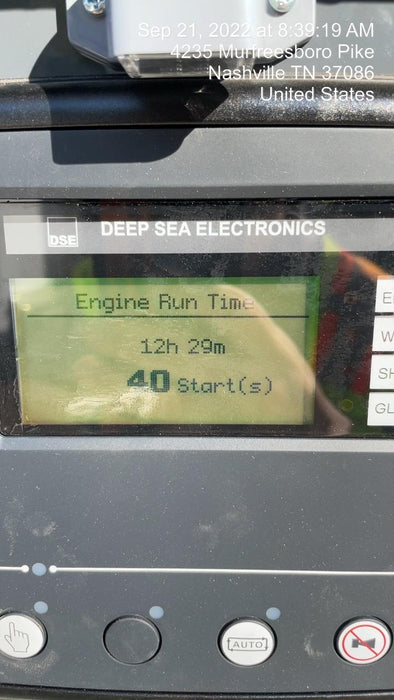 Sep 21, 2022 at 8:39:19 AM
4235 Murfreesboro Pike
Nashville TN 37086
United States
DSE
DEEP SEA ELECTRONICS
Engine Run Time
12h 29m
40 Start(s)
AUTO